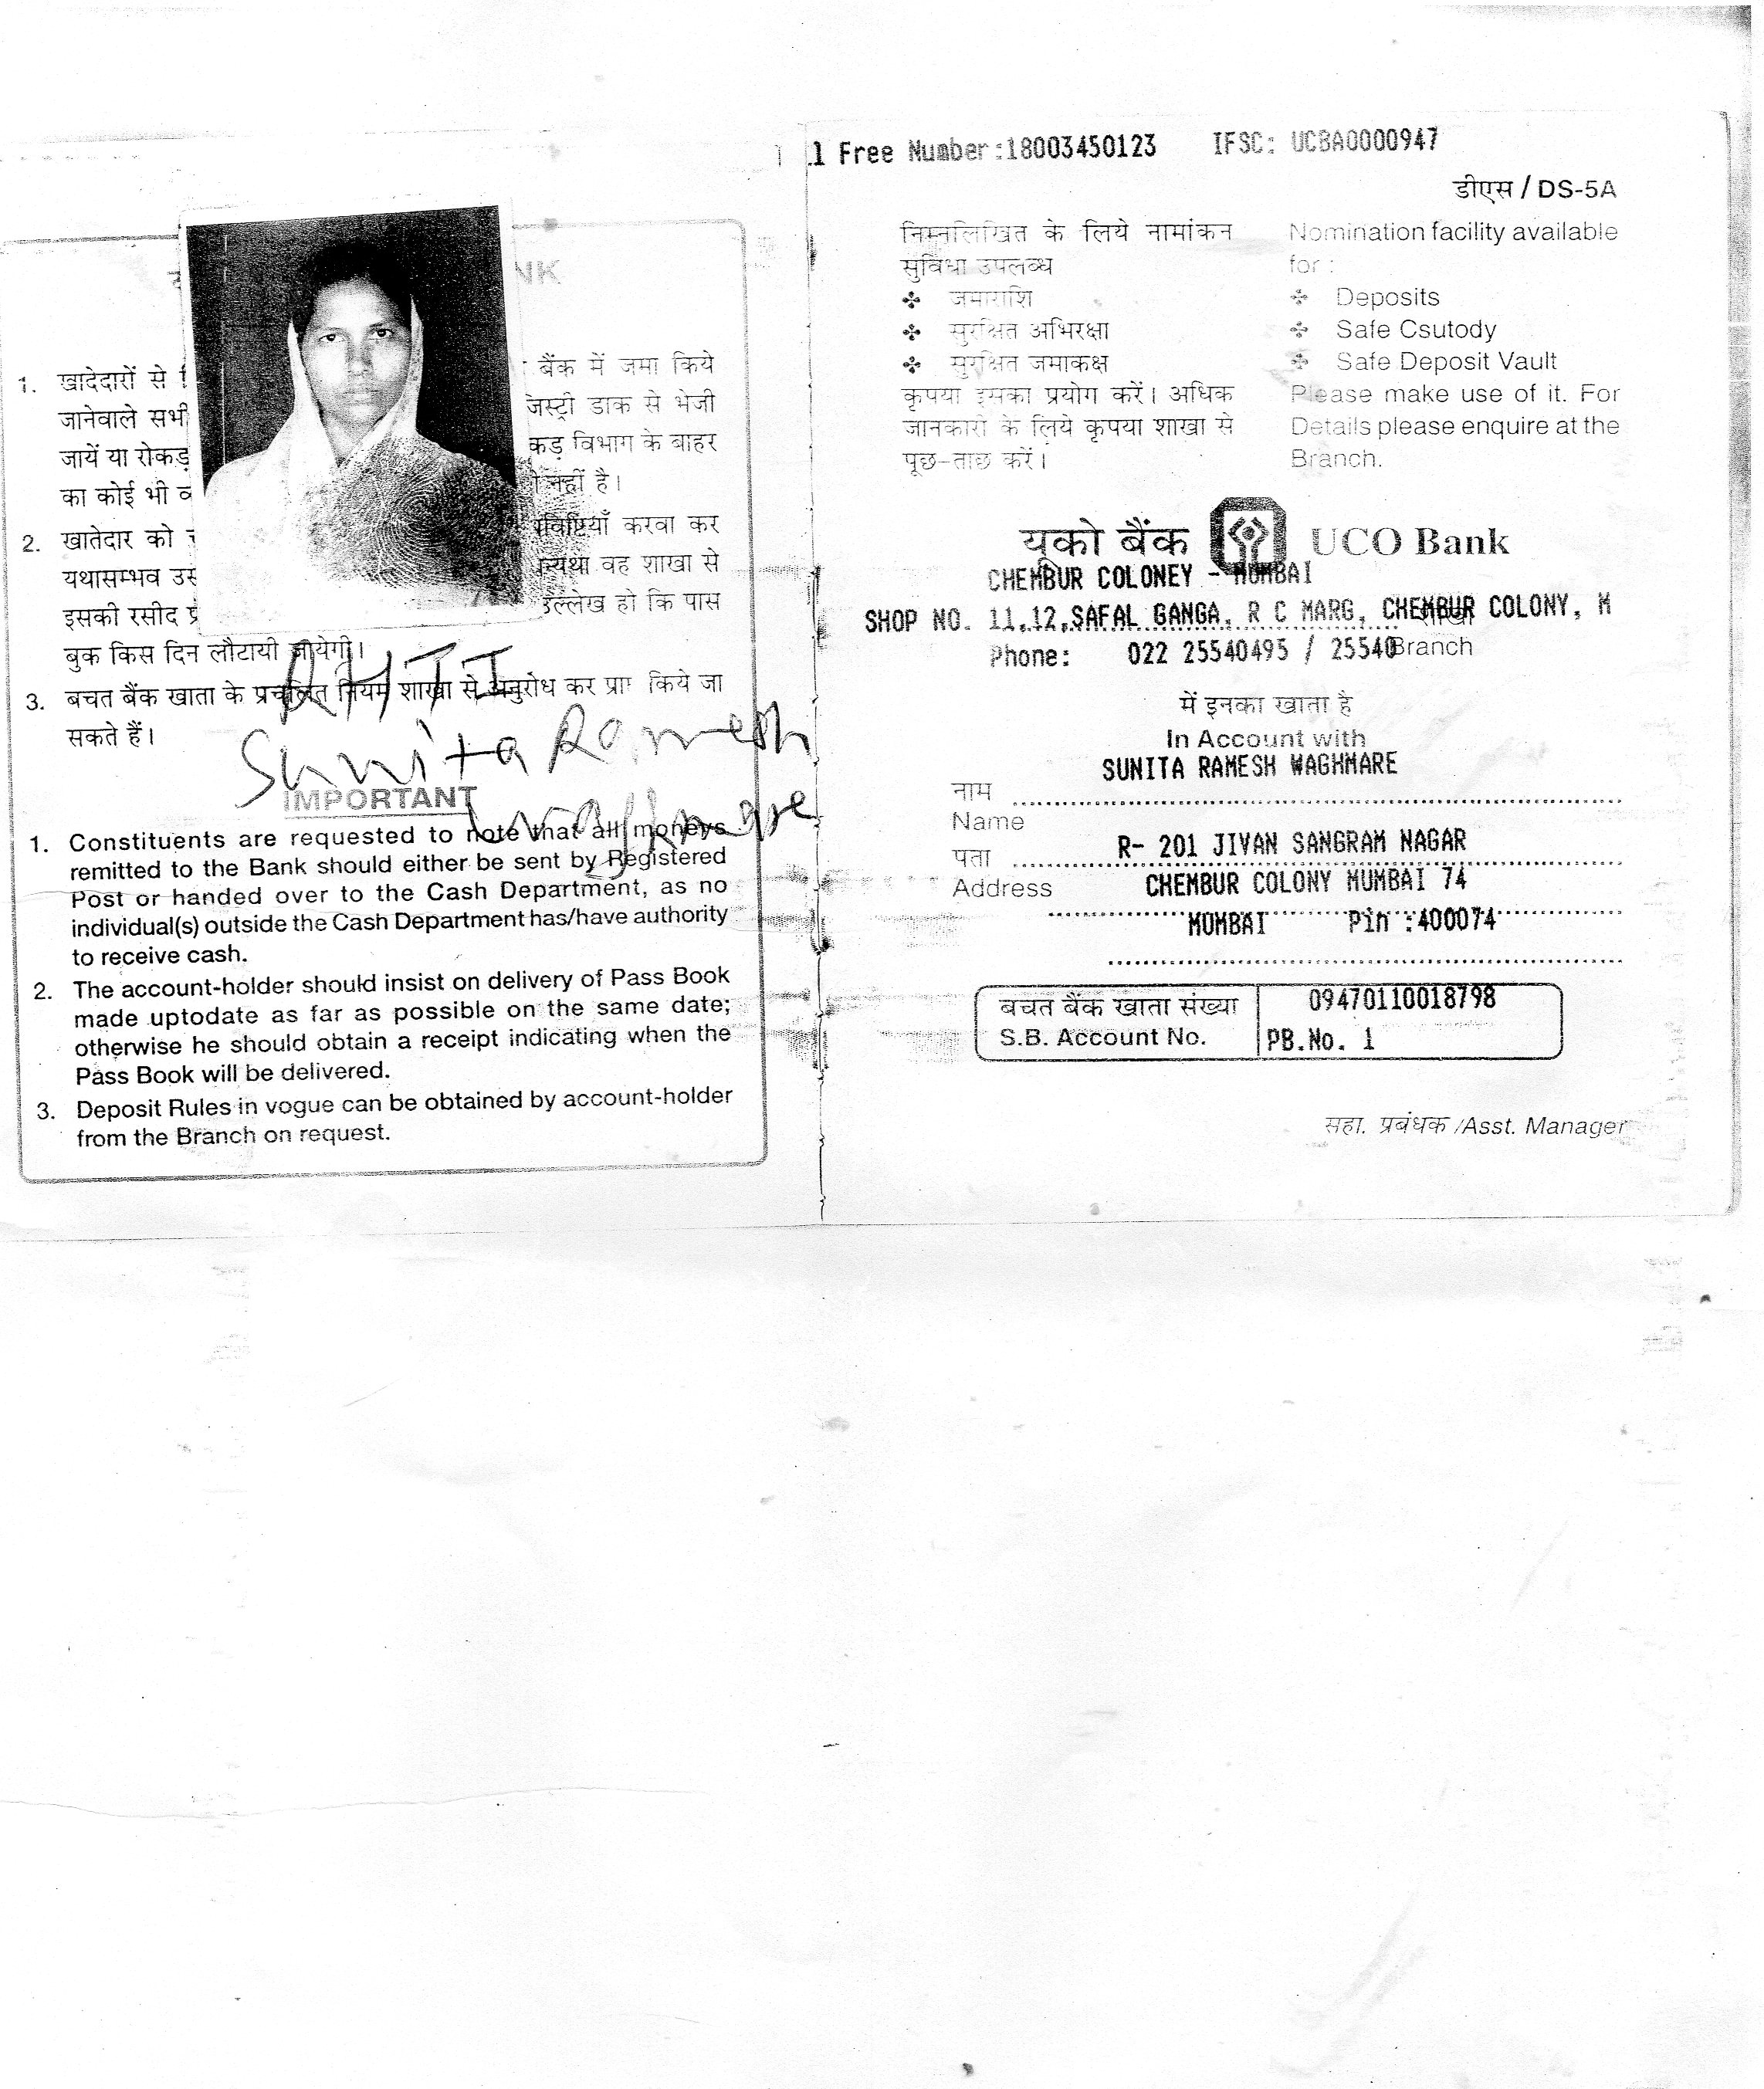 NK
1. खादेदारों से
बैंक में जमा किये
जानेवाले सभी
जिस्ट्री डाक से भेजी
जायें या रोकड़
कड़ विभाग के बाहर
का कोई भी
नहीं है।
2. खातेदार को
विष्टियाँ करवा कर
यथासम्भव उस
न्यथा वह शाखा से
इसकी रसीद
उल्लेख हो कि पास
बुक किस दिन लौटायी जायेगी।
3. बचत बैंक खाता के प्रचलित नियम शाखा से अनुरोध कर किये जा
सकते हैं।
Sunita Ramesh
Waghmare
IMPORTANT
1. Constituents are requested to note that all moneys
remitted to the Bank should either be sent by Registered
Post or handed over to the Cash Department, as no
individual(s) outside the Cash Department has/have authority
to receive cash.
2. The account-holder should insist on delivery of Pass Book
made uptodate as far as possible on the same date;
otherwise he should obtain a receipt indicating when the
Pass Book will be delivered.
3. Deposit Rules in vogue can be obtained by account-holder
from the Branch on request.
l Free Number:18003450123 IFSC: UCBA0000947
डीएस / DS-5A
निम्नलिखित के लिये नामांकन
सुविधा उपलब्ध
❖ जमाराशि
❖ सुरक्षित अभिरक्षा
❖ सुरक्षित जमाकक्ष
कृपया इसका प्रयोग करें। अधिक
जानकारी के लिये कृपया शाखा से
पूछ-ताछ करें।
Nomination facility available
for :
❖ Deposits
❖ Safe Csutody
❖ Safe Deposit Vault
Please make use of it. For
Details please enquire at the
Branch.
यूको बैंक UCO Bank
CHEMBUR COLONEY - MUMBAI
SHOP NO. 11,12,SAFAL GANGA, R C MARG, CHEMBUR COLONY, M
शाखा
Phone: 022 25540495 / 25540
Branch
में इनका खाता है
In Account with
SUNITA RAMESH WAGHMARE
नाम
Name
R- 201 JIVAN SANGRAM NAGAR
पता
Address CHEMBUR COLONY MUMBAI 74
MUMBAI Pin :400074
बचत बैंक खाता संख्या 09470110018798
S.B. Account No. PB.No. 1
सहा. प्रबंधक /Asst. Manager